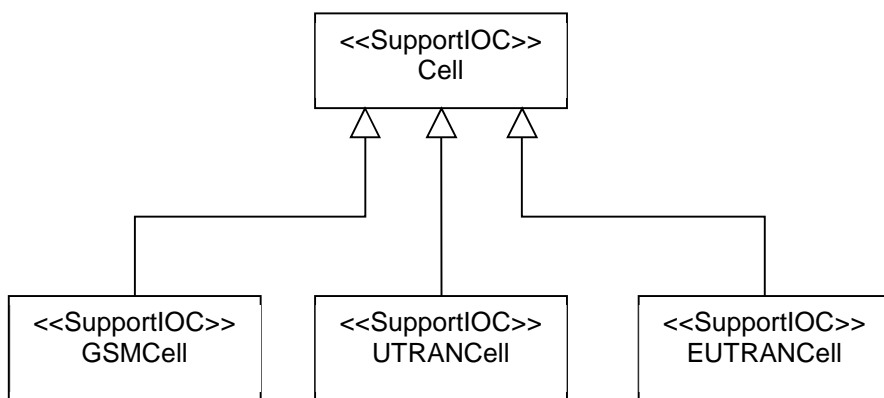 <<SupportIOC>>
Cell
<<SupportIOC>>
GSMCell
<<SupportIOC>>
UTRANCell
<<SupportIOC>>
EUTRANCell